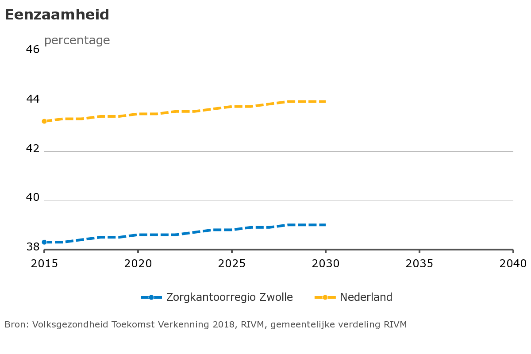 Eenzaamheid
percentage
46
44
42
40
38
2015 2020 2025 2030 2035 2040
Zorgkantoorregio Zwolle Nederland
Bron: Volksgezondheid Toekomst Verkenning 2018, RIVM, gemeentelijke verdeling RIVM